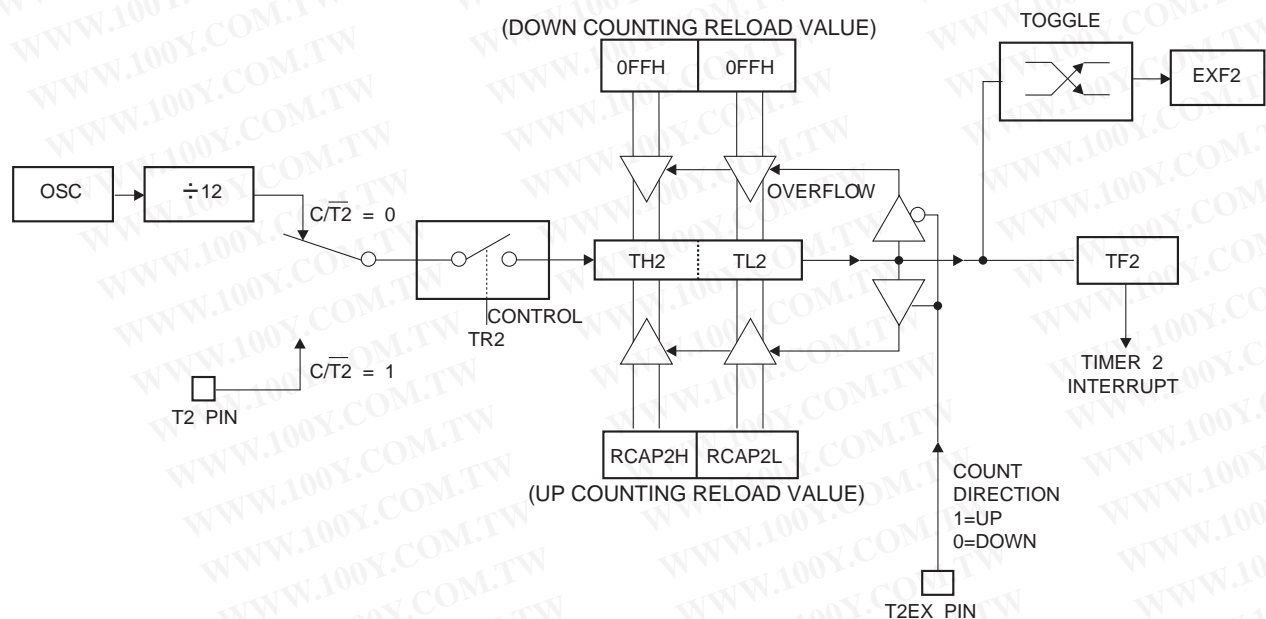 (DOWN COUNTING RELOAD VALUE)
TOGGLE
0FFH 0FFH
EXF2
OSC
÷12
OVERFLOW
C/T2̅ = 0
TH2 TL2
TF2
CONTROL
TR2
C/T2̅ = 1
T2 PIN
TIMER 2
INTERRUPT
RCAP2H RCAP2L
(UP COUNTING RELOAD VALUE)
COUNT
DIRECTION
1=UP
0=DOWN
T2EX PIN
WWW.100Y.COM.TW